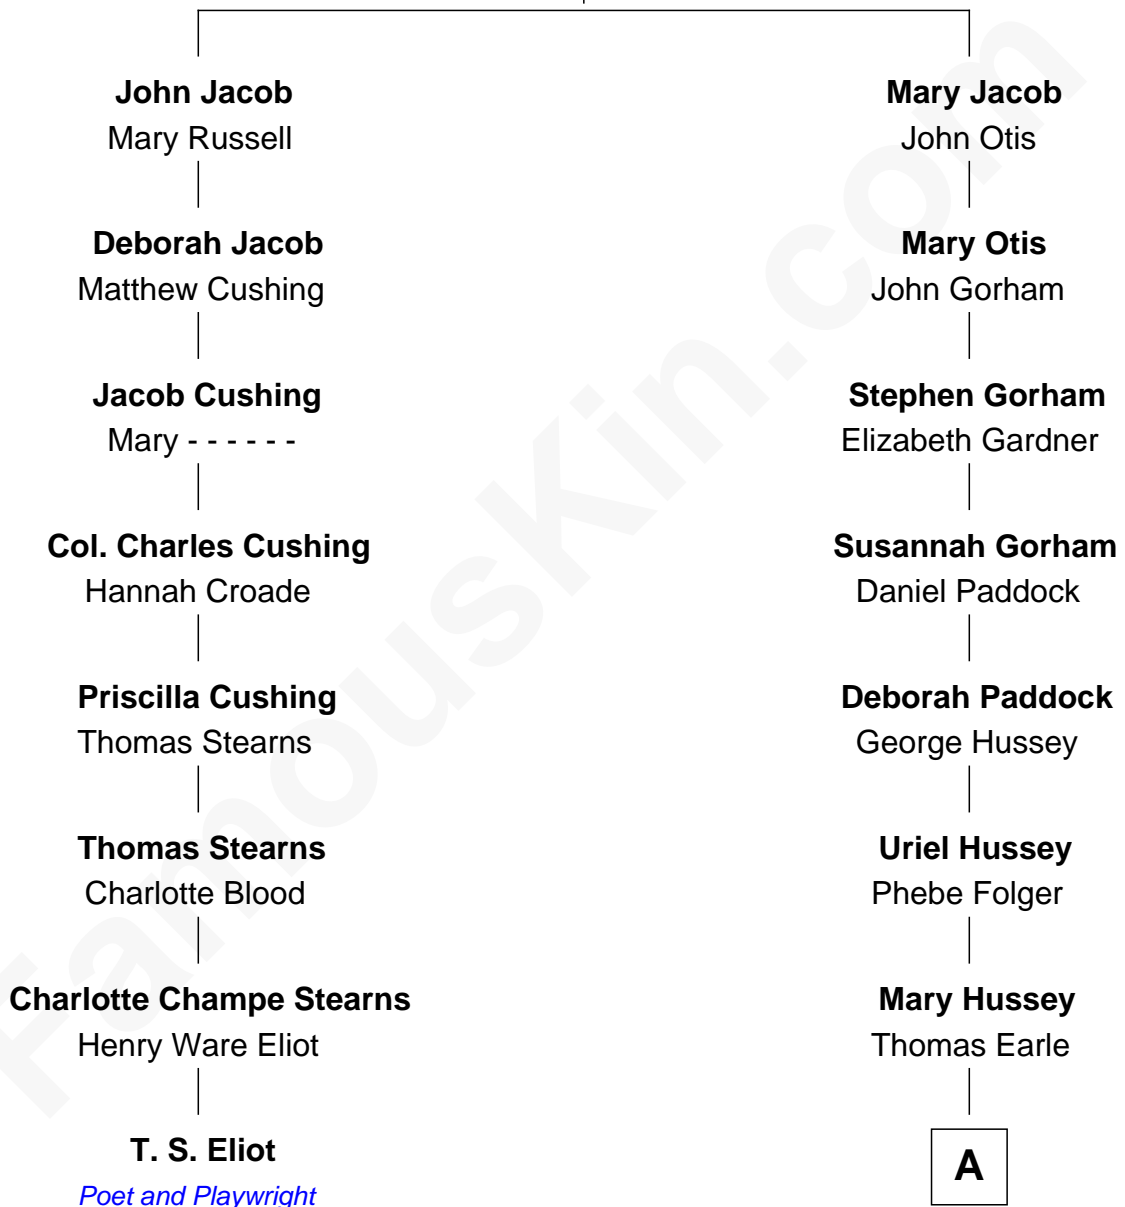 John Jacob
Mary Russell
Mary Jacob
John Otis
Deborah Jacob
Matthew Cushing
Mary Otis
John Gorham
Jacob Cushing
Mary - - - - - -
Stephen Gorham
Elizabeth Gardner
Col. Charles Cushing
Hannah Croade
Susannah Gorham
Daniel Paddock
Priscilla Cushing
Thomas Stearns
Deborah Paddock
George Hussey
Thomas Stearns
Charlotte Blood
Uriel Hussey
Phebe Folger
Charlotte Champe Stearns
Henry Ware Eliot
Mary Hussey
Thomas Earle
T. S. Eliot
Poet and Playwright
A
FamousKin.com